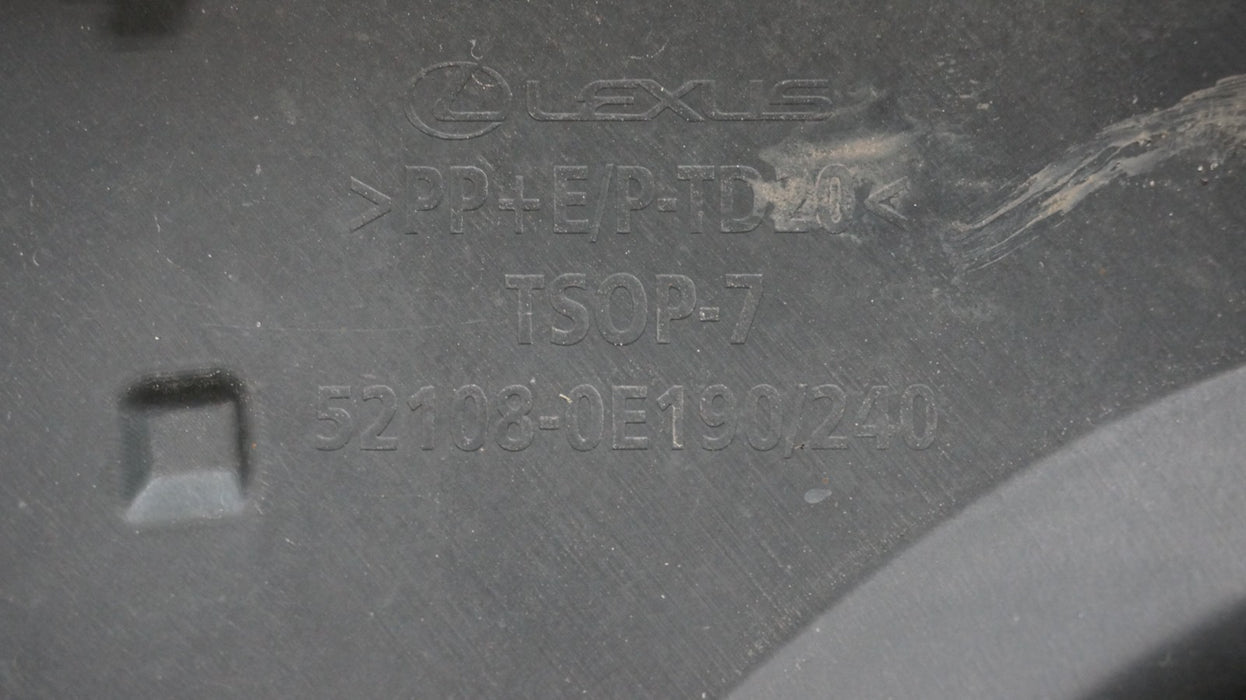 LEXUS
>PP+E/P-TD20<
TSOP-7
52108-0E190/240